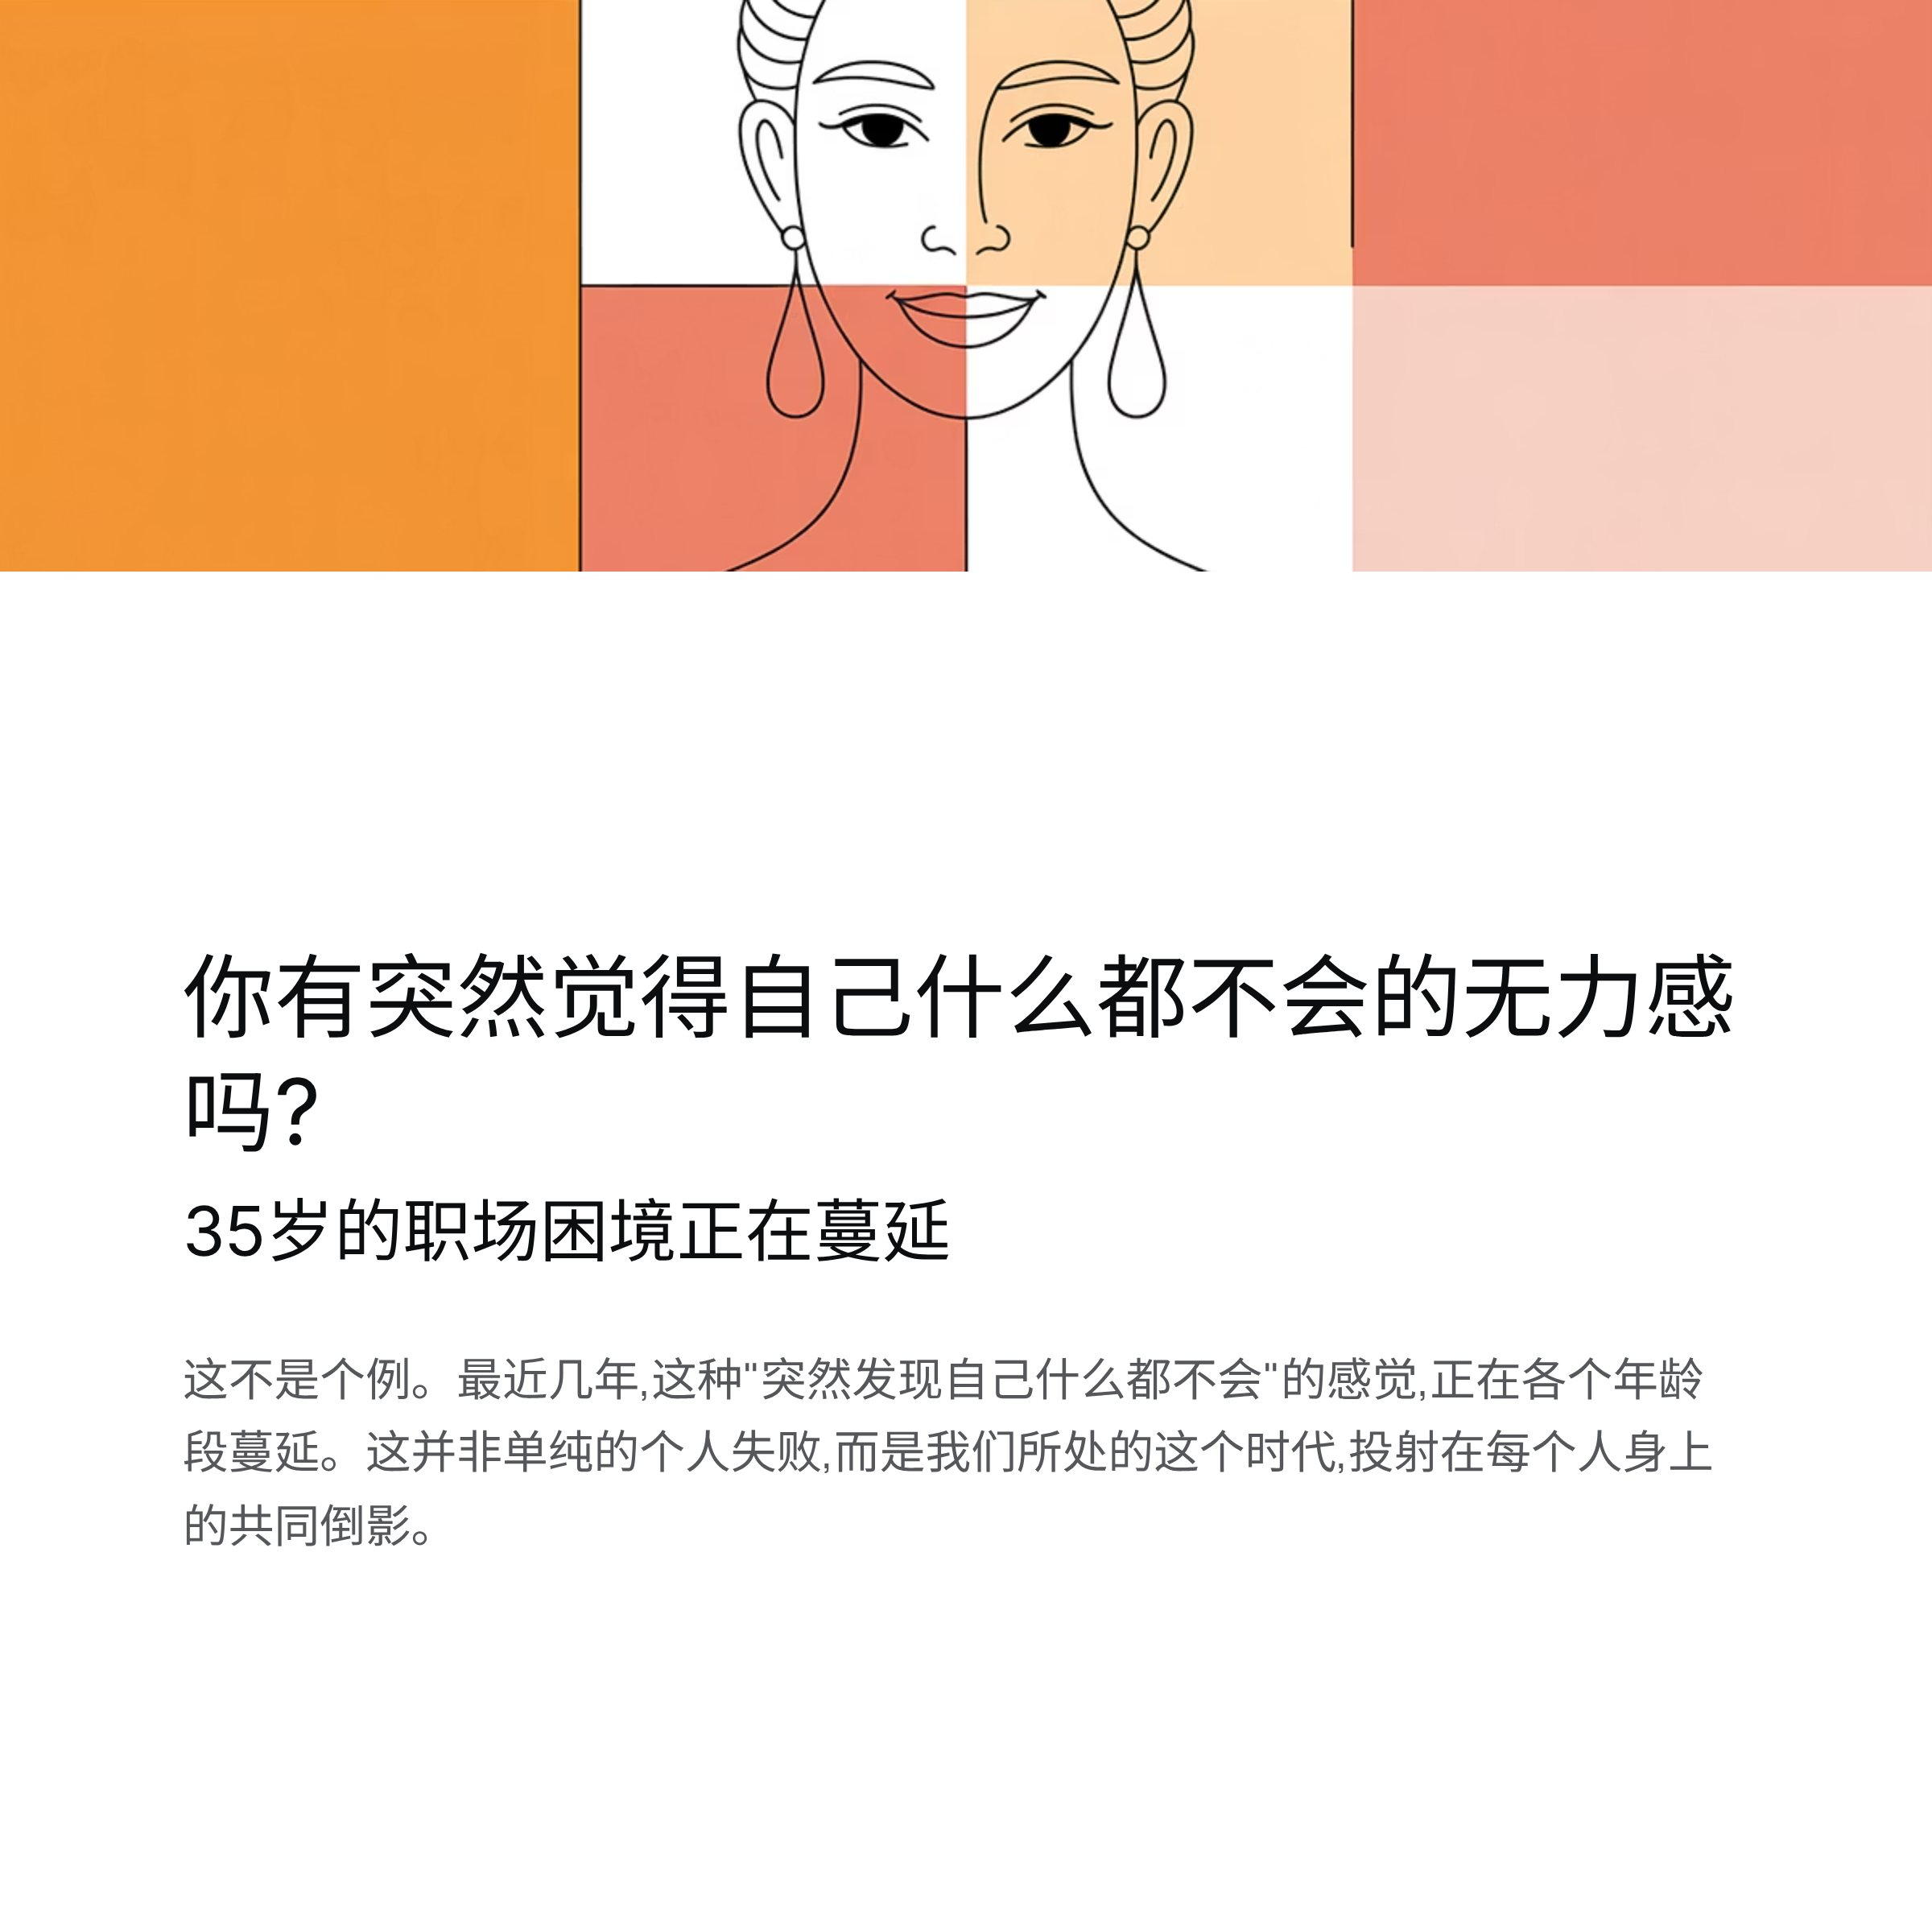 你有突然觉得自己什么都不会的无力感
吗?
35岁的职场困境正在蔓延
这不是个例。最近几年,这种"突然发现自己什么都不会"的感觉,正在各个年龄
段蔓延。这并非单纯的个人失败,而是我们所处的这个时代,投射在每个人身上
的共同倒影。